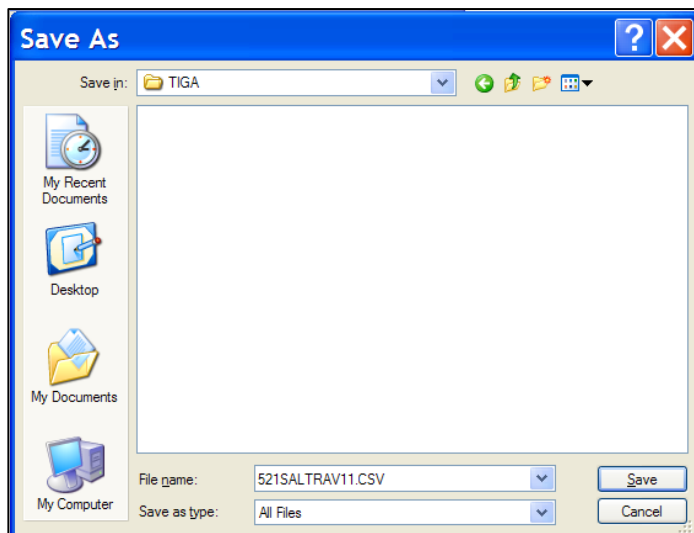 Save As
?
Save in:
TIGA
My Recent
Documents
Desktop
My Documents
My Computer
File name:
521SALTRAV11.CSV
Save
Save as type:
All Files
Cancel